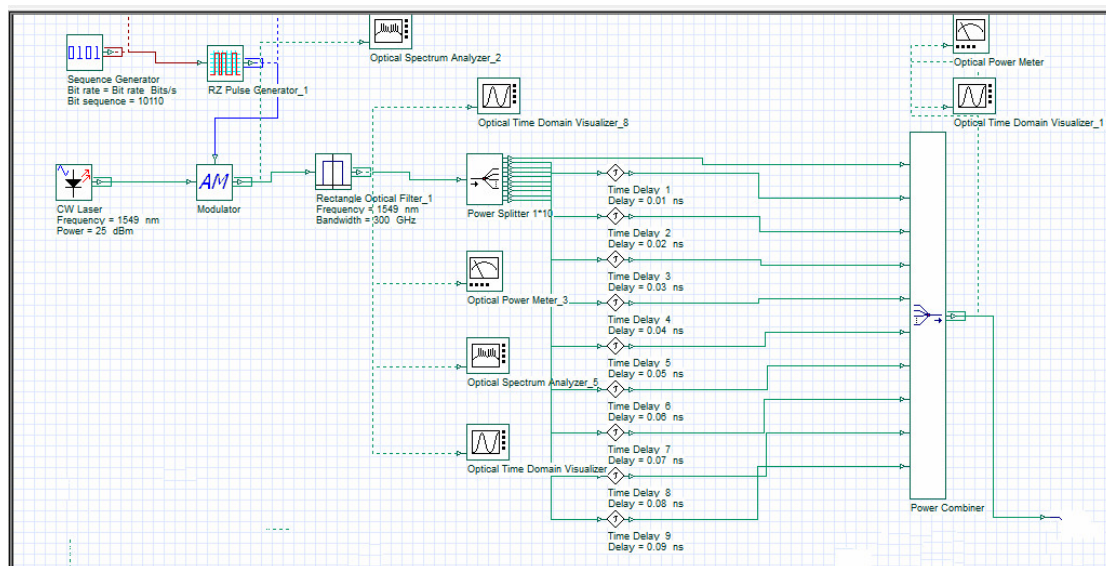 0101
Sequence Generator
Bit rate = Bit rate Bits/s
Bit sequence = 10110
RZ Pulse Generator_1
Optical Spectrum Analyzer_2
Optical Time Domain Visualizer_8
Optical Power Meter
Optical Time Domain Visualizer_1
CW Laser
Frequency = 1549 nm
Power = 25 dBm
AM
Modulator
Rectangle Optical Filter_1
Frequency = 1549 nm
Bandwidth = 300 GHz
Power Splitter 1*10
Optical Power Meter_3
Optical Spectrum Analyzer_5
Optical Time Domain Visualizer
Time Delay 1
Delay = 0.01 ns
Time Delay 2
Delay = 0.02 ns
Time Delay 3
Delay = 0.03 ns
Time Delay 4
Delay = 0.04 ns
Time Delay 5
Delay = 0.05 ns
Time Delay 6
Delay = 0.06 ns
Time Delay 7
Delay = 0.07 ns
Time Delay 8
Delay = 0.08 ns
Time Delay 9
Delay = 0.09 ns
Power Combiner